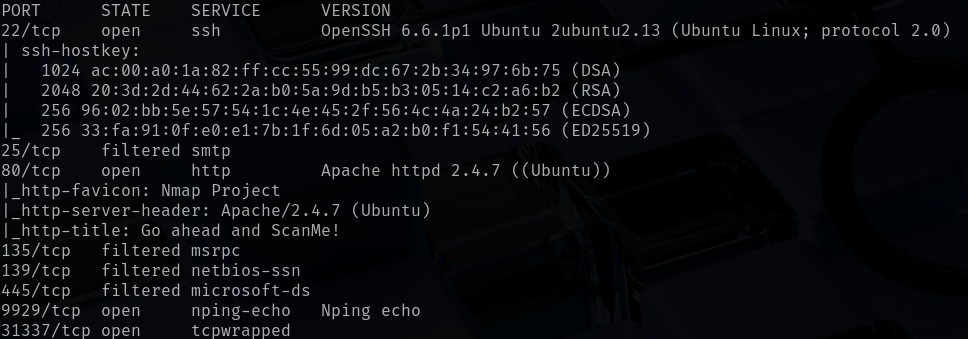 PORT      STATE    SERVICE      VERSION
22/tcp    open     ssh          OpenSSH 6.6.1p1 Ubuntu 2ubuntu2.13 (Ubuntu Linux; protocol 2.0)
| ssh-hostkey:
|   1024 ac:00:a0:1a:82:ff:cc:55:99:dc:67:2b:34:97:6b:75 (DSA)
|   2048 20:3d:2d:44:62:2a:b0:5a:9d:b5:b3:05:14:c2:a6:b2 (RSA)
|   256 96:02:bb:5e:57:54:1c:4e:45:2f:56:4c:4a:24:b2:57 (ECDSA)
|_  256 33:fa:91:0f:e0:e1:7b:1f:6d:05:a2:b0:f1:54:41:56 (ED25519)
25/tcp    filtered smtp
80/tcp    open     http         Apache httpd 2.4.7 ((Ubuntu))
|_http-favicon: Nmap Project
|_http-server-header: Apache/2.4.7 (Ubuntu)
|_http-title: Go ahead and ScanMe!
135/tcp   filtered msrpc
139/tcp   filtered netbios-ssn
445/tcp   filtered microsoft-ds
9929/tcp  open     nping-echo   Nping echo
31337/tcp open     tcpwrapped